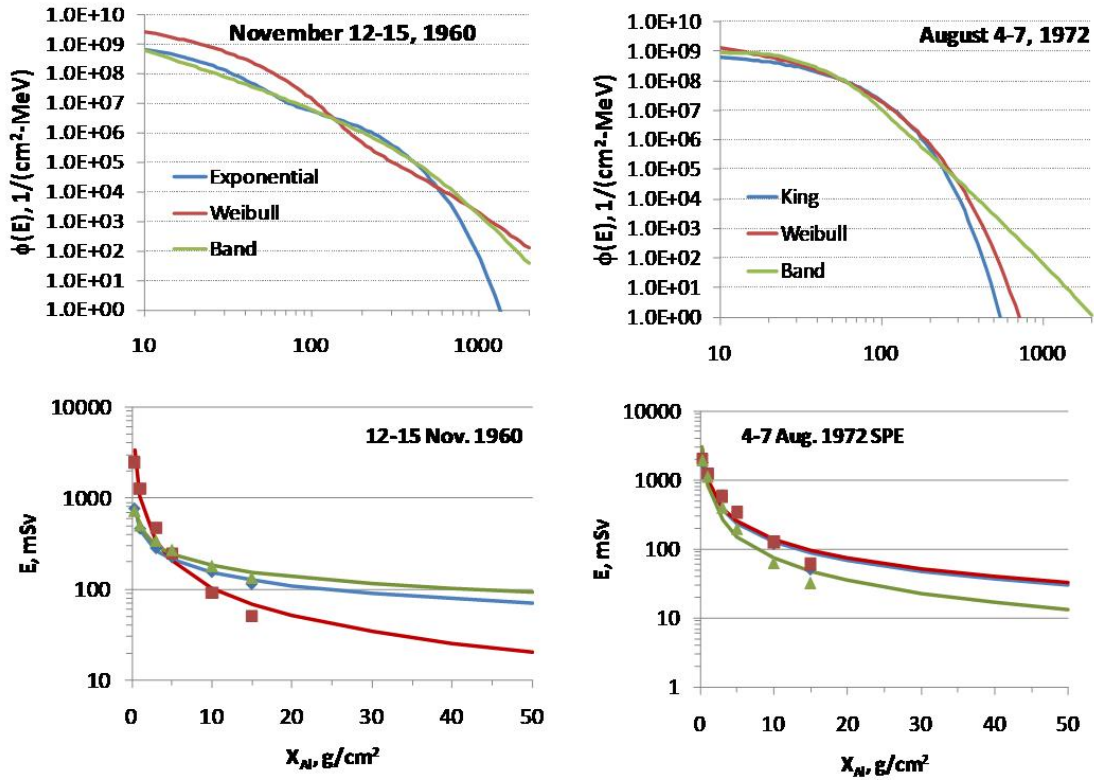 1.0E+10
1.0E+09
1.0E+08
1.0E+07
1.0E+06
1.0E+05
1.0E+04
1.0E+03
1.0E+02
1.0E+01
1.0E+00
ϕ(E), 1/(cm²-MeV)
November 12-15, 1960
Exponential
Weibull
Band
10 100 1000
1.0E+10
1.0E+09
1.0E+08
1.0E+07
1.0E+06
1.0E+05
1.0E+04
1.0E+03
1.0E+02
1.0E+01
1.0E+00
ϕ(E), 1/(cm²-MeV)
August 4-7, 1972
King
Weibull
Band
10 100 1000
10000
1000
100
10
E, mSv
12-15 Nov. 1960
0 10 20 30 40 50
X_Al, g/cm²
10000
1000
100
10
1
E, mSv
4-7 Aug. 1972 SPE
0 10 20 30 40 50
X_Al, g/cm²